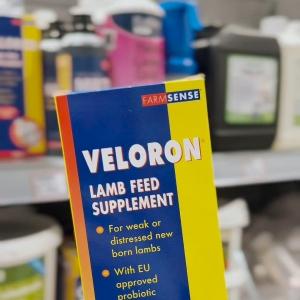 FARMSENSE
VELORON
LAMB FEED
SUPPLEMENT
• For weak or
distressed new
born lambs
• With EU
approved
probiotic